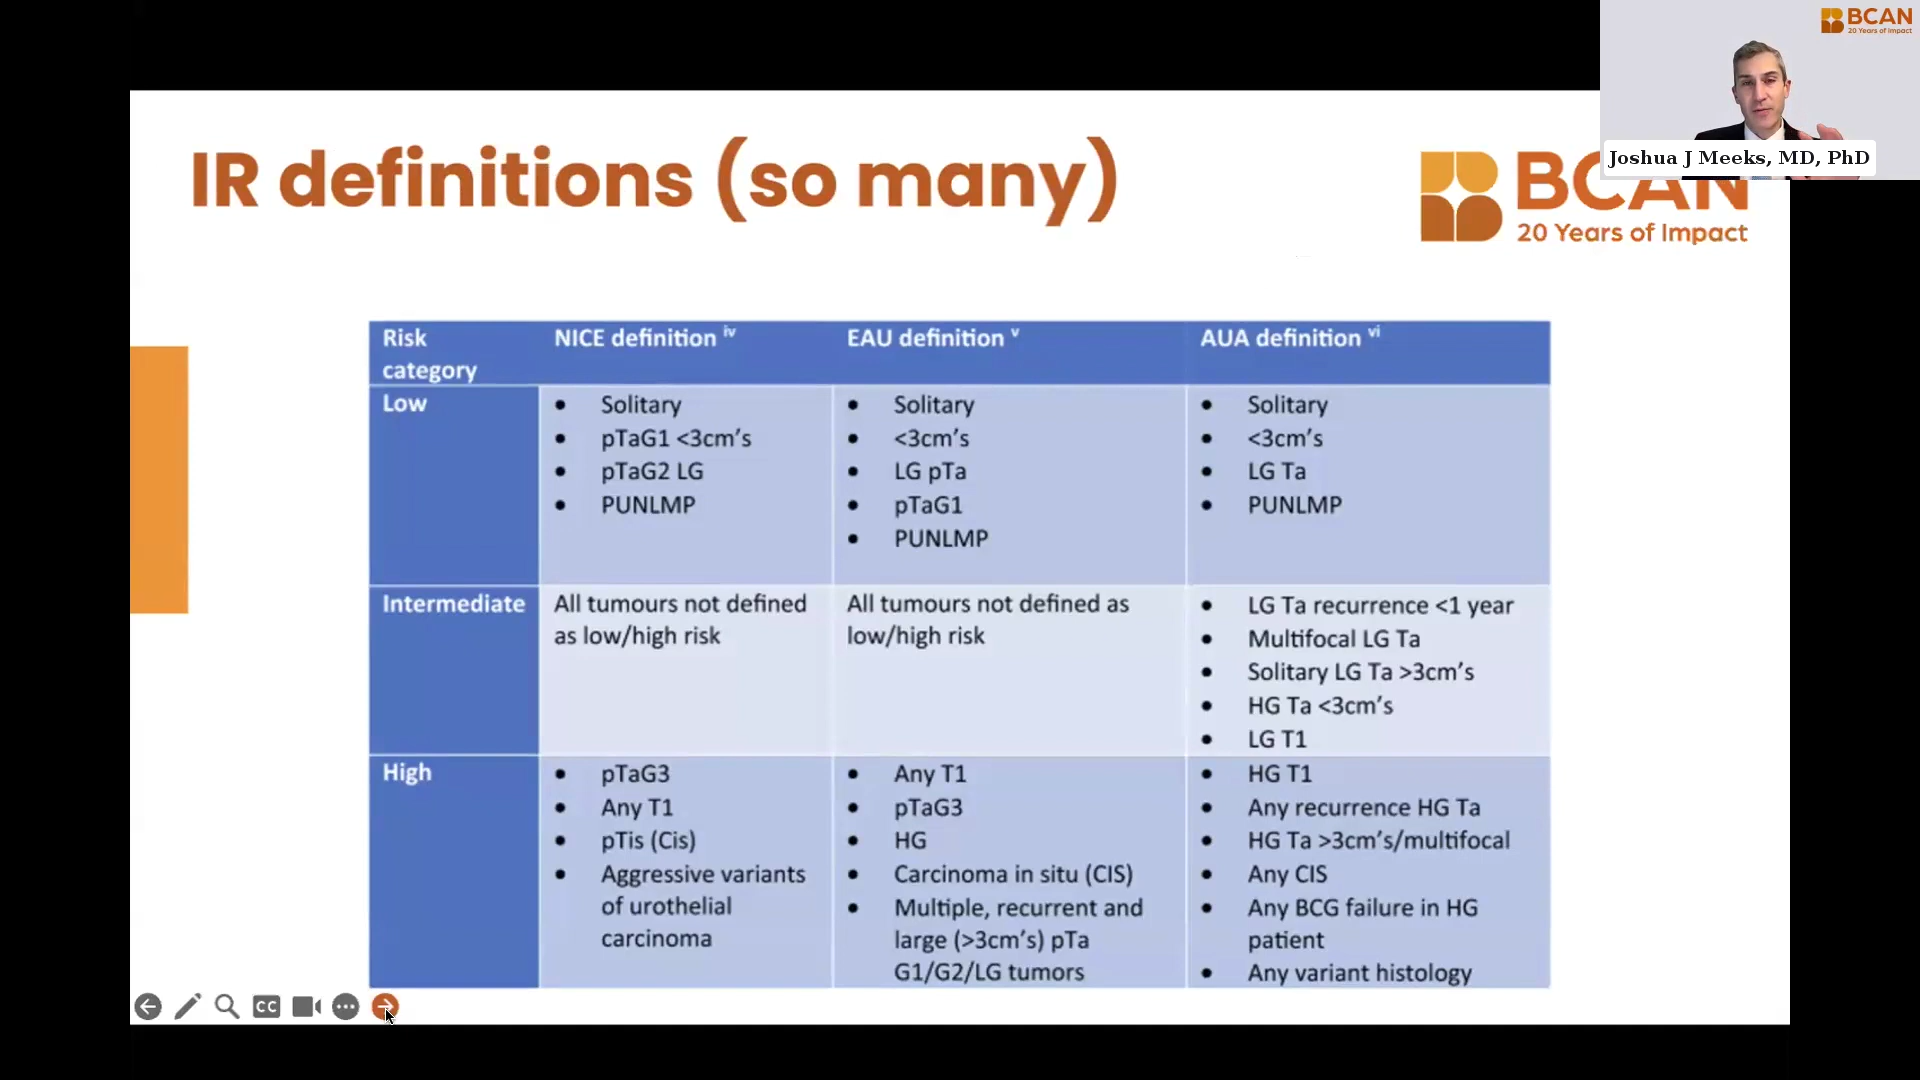 BCAN
20 Years of Impact
Joshua J Meeks, MD, PhD
IR definitions (so many)
BCAN
20 Years of Impact
Risk category
NICE definition iv
EAU definition v
AUA definition vi
Low
• Solitary
• pTaG1 <3cm’s
• pTaG2 LG
• PUNLMP
• Solitary
• <3cm’s
• LG pTa
• pTaG1
• PUNLMP
• Solitary
• <3cm’s
• LG Ta
• PUNLMP
Intermediate
All tumours not defined
as low/high risk
All tumours not defined as
low/high risk
• LG Ta recurrence <1 year
• Multifocal LG Ta
• Solitary LG Ta >3cm’s
• HG Ta <3cm’s
• LG T1
High
• pTaG3
• Any T1
• pTis (Cis)
• Aggressive variants
of urothelial
carcinoma
• Any T1
• pTaG3
• HG
• Carcinoma in situ (CIS)
• Multiple, recurrent and
large (>3cm’s) pTa
G1/G2/LG tumors
• HG T1
• Any recurrence HG Ta
• HG Ta >3cm’s/multifocal
• Any CIS
• Any BCG failure in HG
patient
• Any variant histology
CC